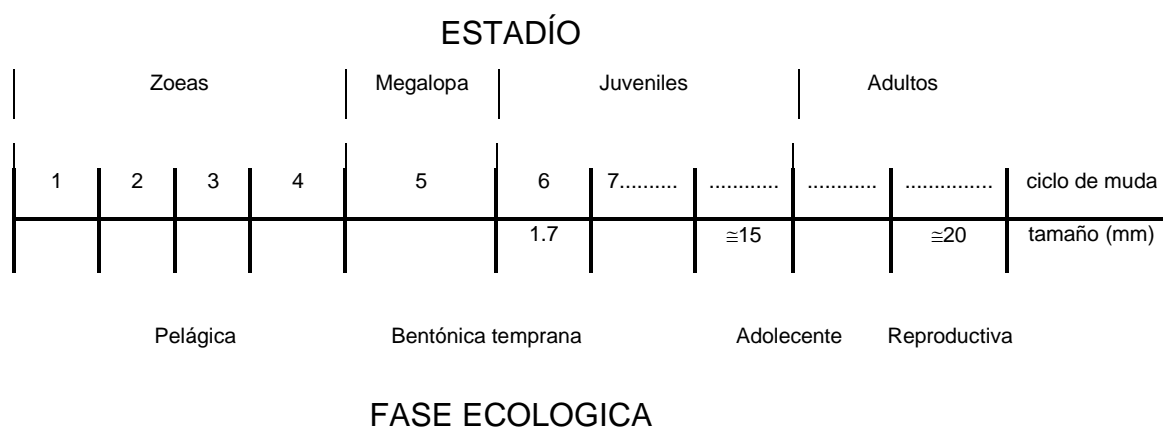 ESTADÍO
Zoeas Megalopa Juveniles Adultos
1 2 3 4 5 6 7.......... ............ ............ ............... ciclo de muda
1.7 ≅15 ≅20 tamaño (mm)
Pelágica Bentónica temprana Adolecente Reproductiva
FASE ECOLOGICA